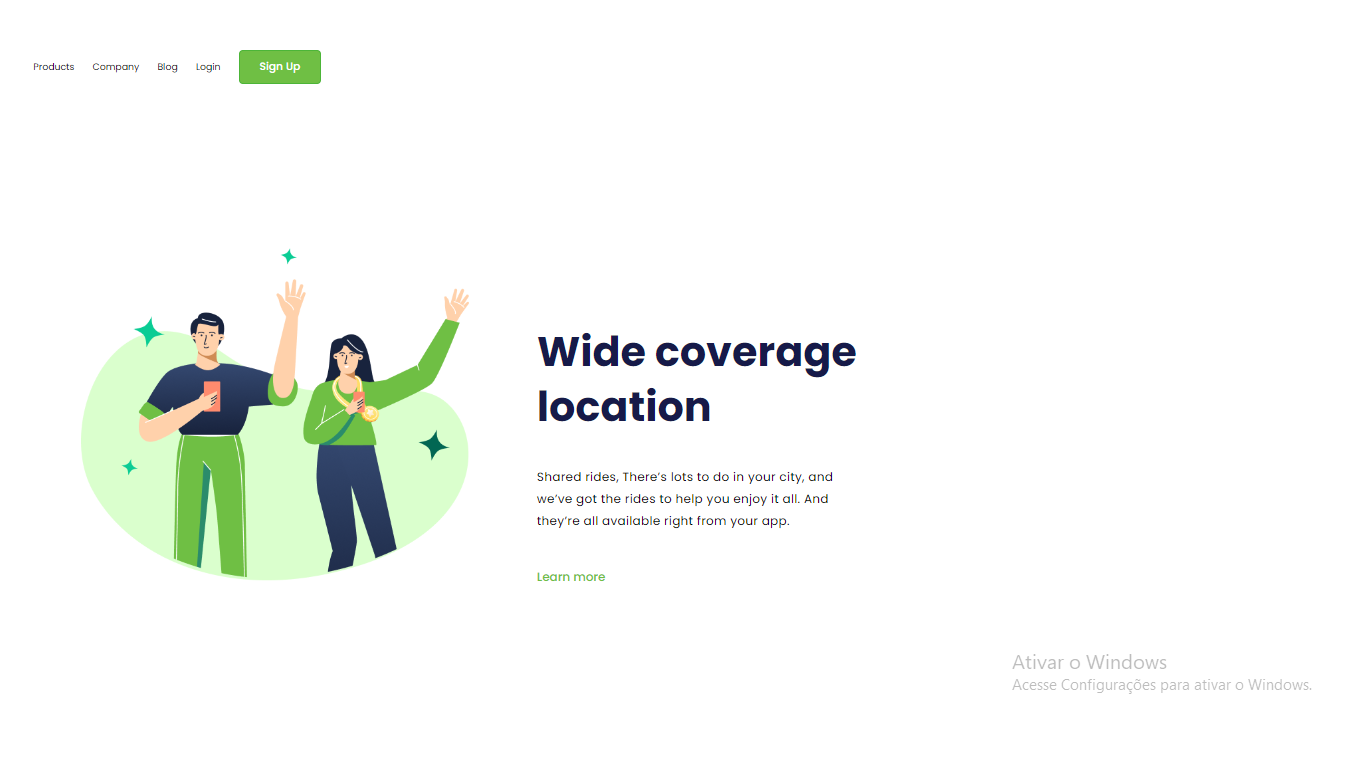 Products Company Blog Login Sign Up
Wide coverage
location
Shared rides, There’s lots to do in your city, and
we’ve got the rides to help you enjoy it all. And
they’re all available right from your app.
Learn more
Ativar o Windows
Acesse Configurações para ativar o Windows.